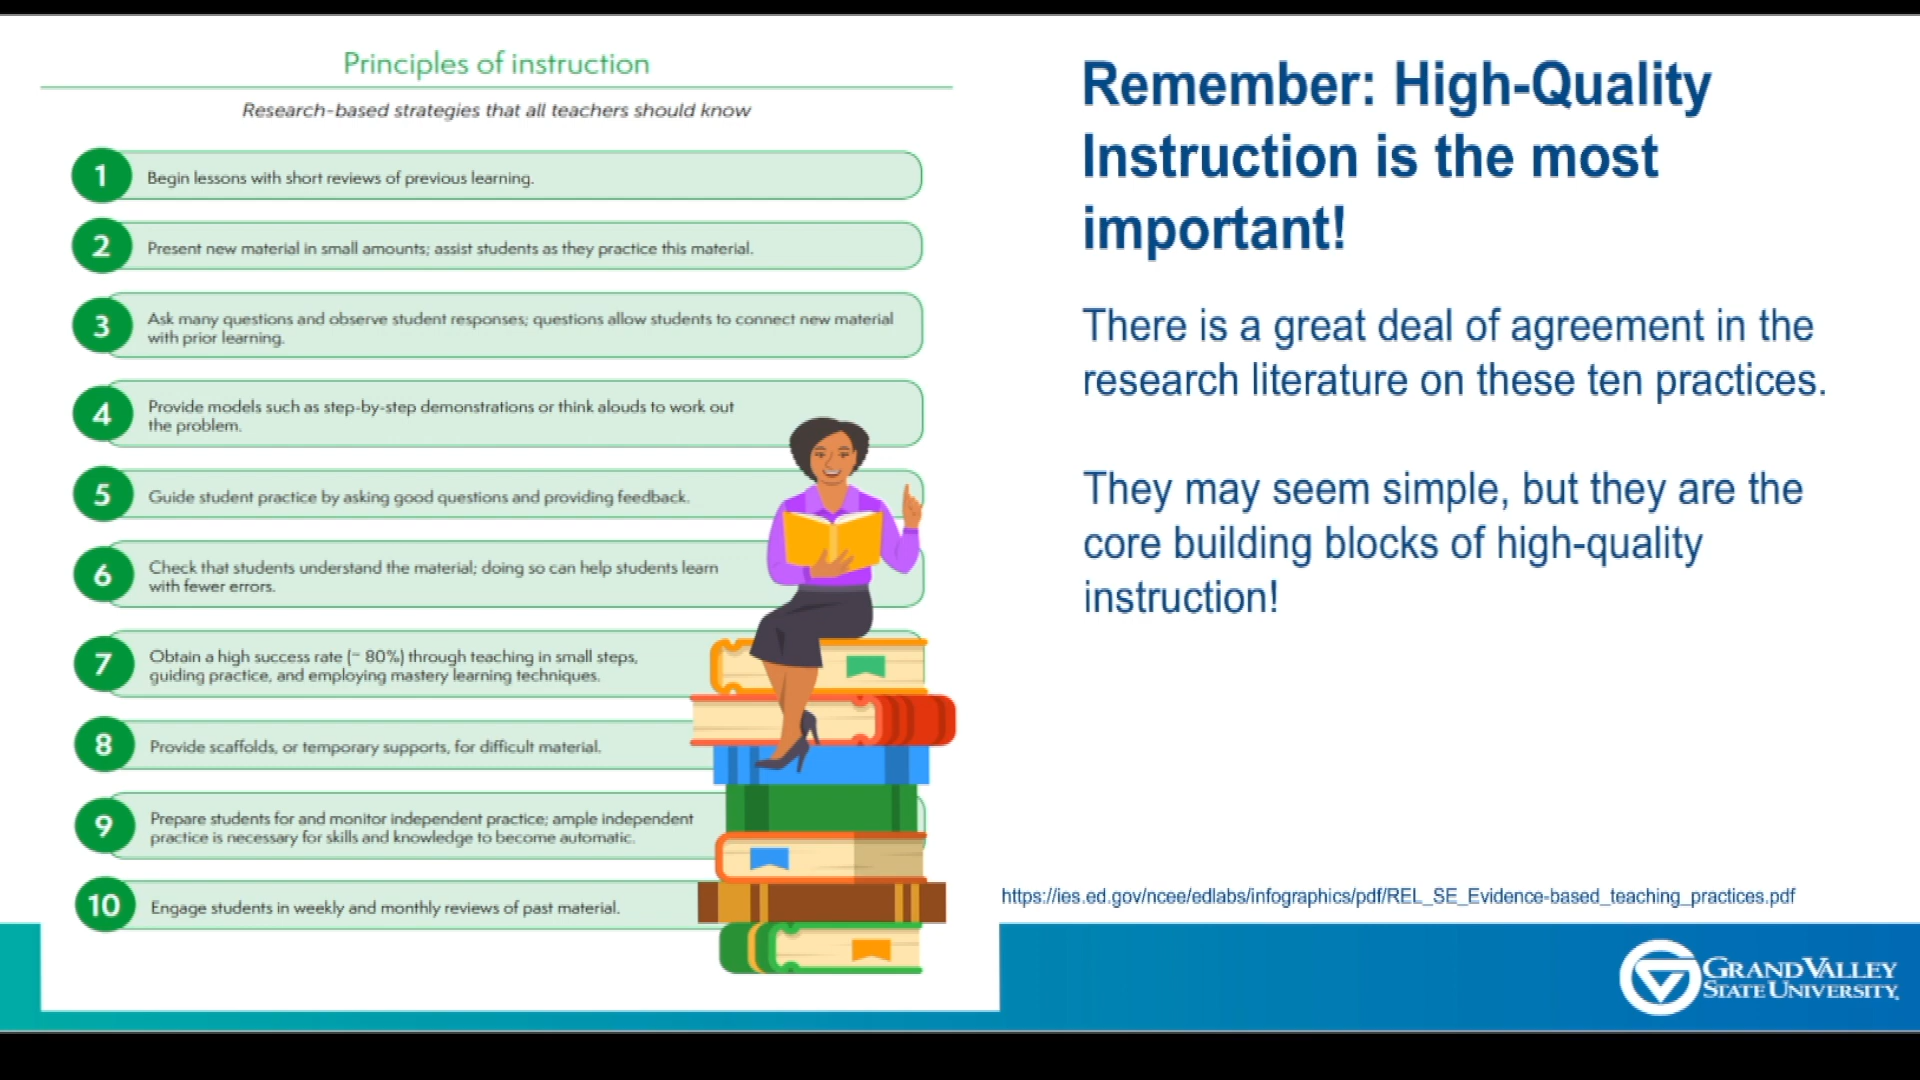 Principles of instruction
Research-based strategies that all teachers should know
1
Begin lessons with short reviews of previous learning.
2
Present new material in small amounts; assist students as they practice this material.
3
Ask many questions and observe student responses; questions allow students to connect new material
with prior learning.
4
Provide models such as step-by-step demonstrations or think alouds to work out
the problem.
5
Guide student practice by asking good questions and providing feedback.
6
Check that students understand the material; doing so can help students learn
with fewer errors.
7
Obtain a high success rate (~ 80%) through teaching in small steps,
guiding practice, and employing mastery learning techniques.
8
Provide scaffolds, or temporary supports, for difficult material.
9
Prepare students for and monitor independent practice; ample independent
practice is necessary for skills and knowledge to become automatic.
10
Engage students in weekly and monthly reviews of past material.
Remember: High-Quality
Instruction is the most
important!
There is a great deal of agreement in the
research literature on these ten practices.
They may seem simple, but they are the
core building blocks of high-quality
instruction!
https://ies.ed.gov/ncee/edlabs/infographics/pdf/REL_SE_Evidence-based_teaching_practices.pdf
GRAND VALLEY
STATE UNIVERSITY